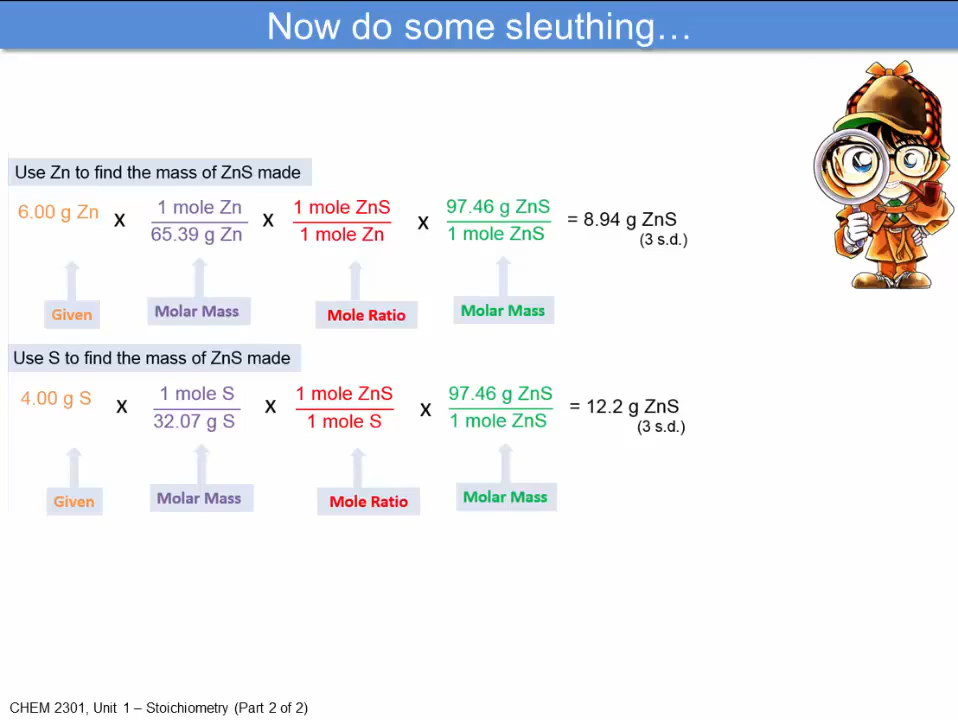 Now do some sleuthing…
Use Zn to find the mass of ZnS made
6.00 g Zn x 1 mole Zn / 65.39 g Zn x 1 mole ZnS / 1 mole Zn x 97.46 g ZnS / 1 mole ZnS = 8.94 g ZnS
(3 s.d.)
Given Molar Mass Mole Ratio Molar Mass
Use S to find the mass of ZnS made
4.00 g S x 1 mole S / 32.07 g S x 1 mole ZnS / 1 mole S x 97.46 g ZnS / 1 mole ZnS = 12.2 g ZnS
(3 s.d.)
Given Molar Mass Mole Ratio Molar Mass
CHEM 2301, Unit 1 – Stoichiometry (Part 2 of 2)